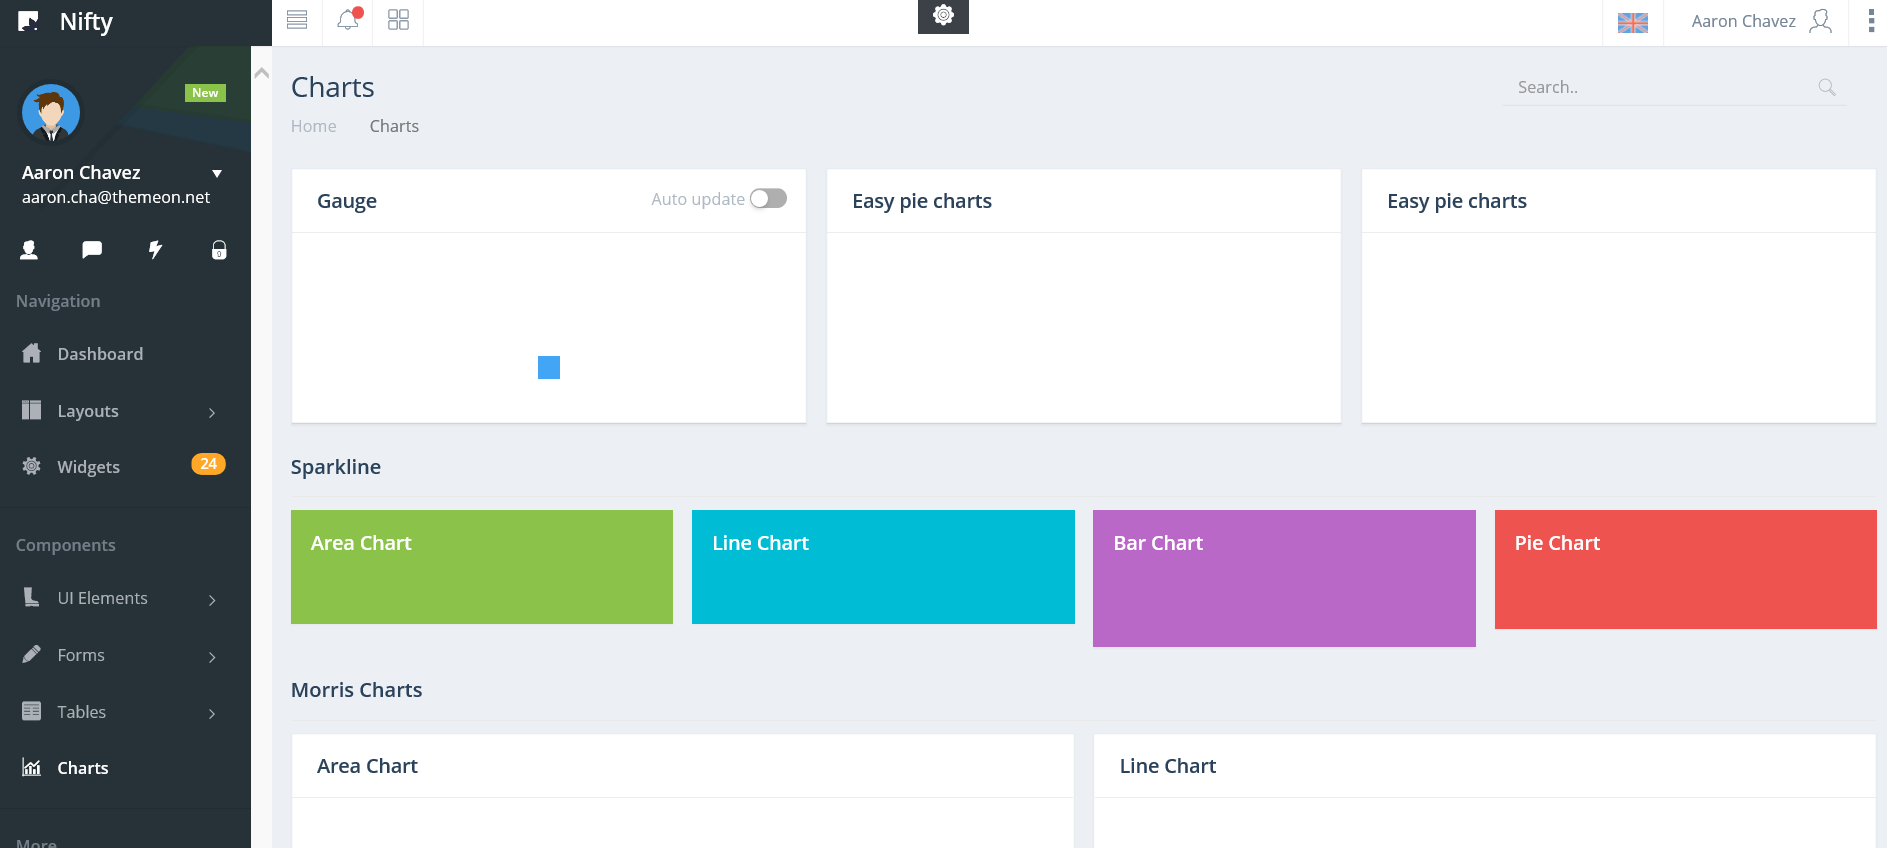 Nifty
Aaron Chavez
Charts
Search..
Home Charts
New
Aaron Chavez
aaron.cha@themeon.net
Navigation
Dashboard
Layouts
Widgets 24
Components
UI Elements
Forms
Tables
Charts
More
Gauge Auto update
Easy pie charts
Easy pie charts
Sparkline
Area Chart
Line Chart
Bar Chart
Pie Chart
Morris Charts
Area Chart
Line Chart